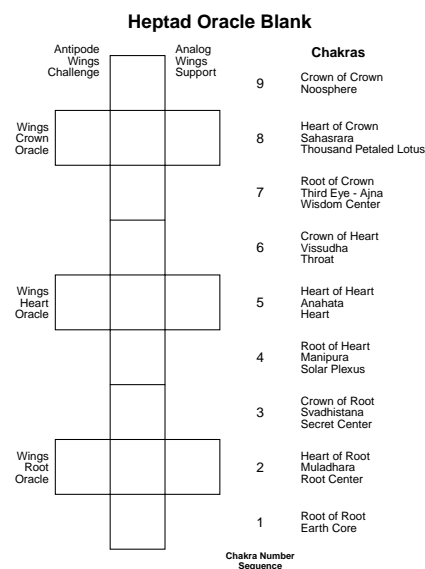 Heptad Oracle Blank
Antipode
Wings
Challenge
Analog
Wings
Support
Chakras
9
Crown of Crown
Noosphere
Wings
Crown
Oracle
8
Heart of Crown
Sahasrara
Thousand Petaled Lotus
7
Root of Crown
Third Eye - Ajna
Wisdom Center
6
Crown of Heart
Vissudha
Throat
Wings
Heart
Oracle
5
Heart of Heart
Anahata
Heart
4
Root of Heart
Manipura
Solar Plexus
3
Crown of Root
Svadhistana
Secret Center
Wings
Root
Oracle
2
Heart of Root
Muladhara
Root Center
1
Root of Root
Earth Core
Chakra Number
Sequence